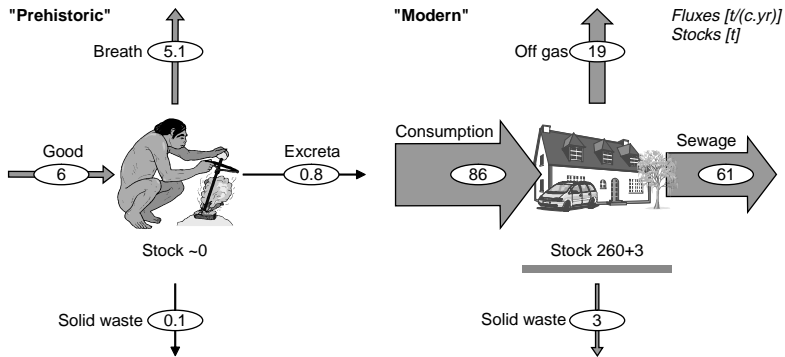 "Prehistoric"
Breath
5.1
Good
6
Excreta
0.8
Stock ~0
Solid waste
0.1
"Modern"
Fluxes [t/(c.yr)]
Stocks [t]
Off gas
19
Consumption
86
Sewage
61
Stock 260+3
Solid waste
3